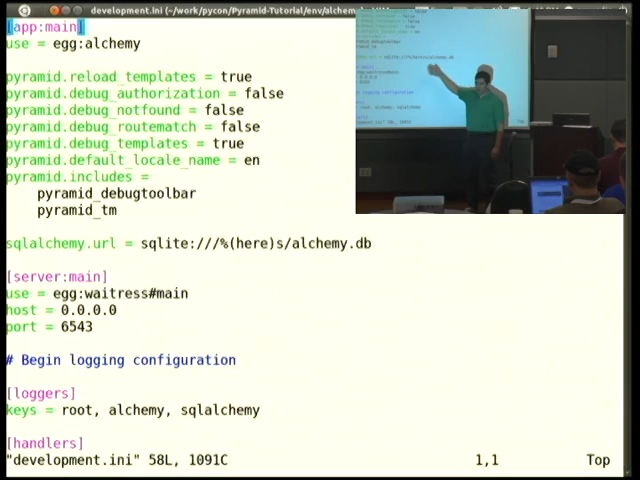 development.ini (~/work/pycon/Pyramid-Tutorial/env/alchem
[app:main]
use = egg:alchemy
pyramid.reload_templates = true
pyramid.debug_authorization = false
pyramid.debug_notfound = false
pyramid.debug_routematch = false
pyramid.debug_templates = true
pyramid.default_locale_name = en
pyramid.includes =
pyramid_debugtoolbar
pyramid_tm
sqlalchemy.url = sqlite:///%(here)s/alchemy.db
[server:main]
use = egg:waitress#main
host = 0.0.0.0
port = 6543
# Begin logging configuration
[loggers]
keys = root, alchemy, sqlalchemy
[handlers]
"development.ini" 58L, 1091C 1,1 Top